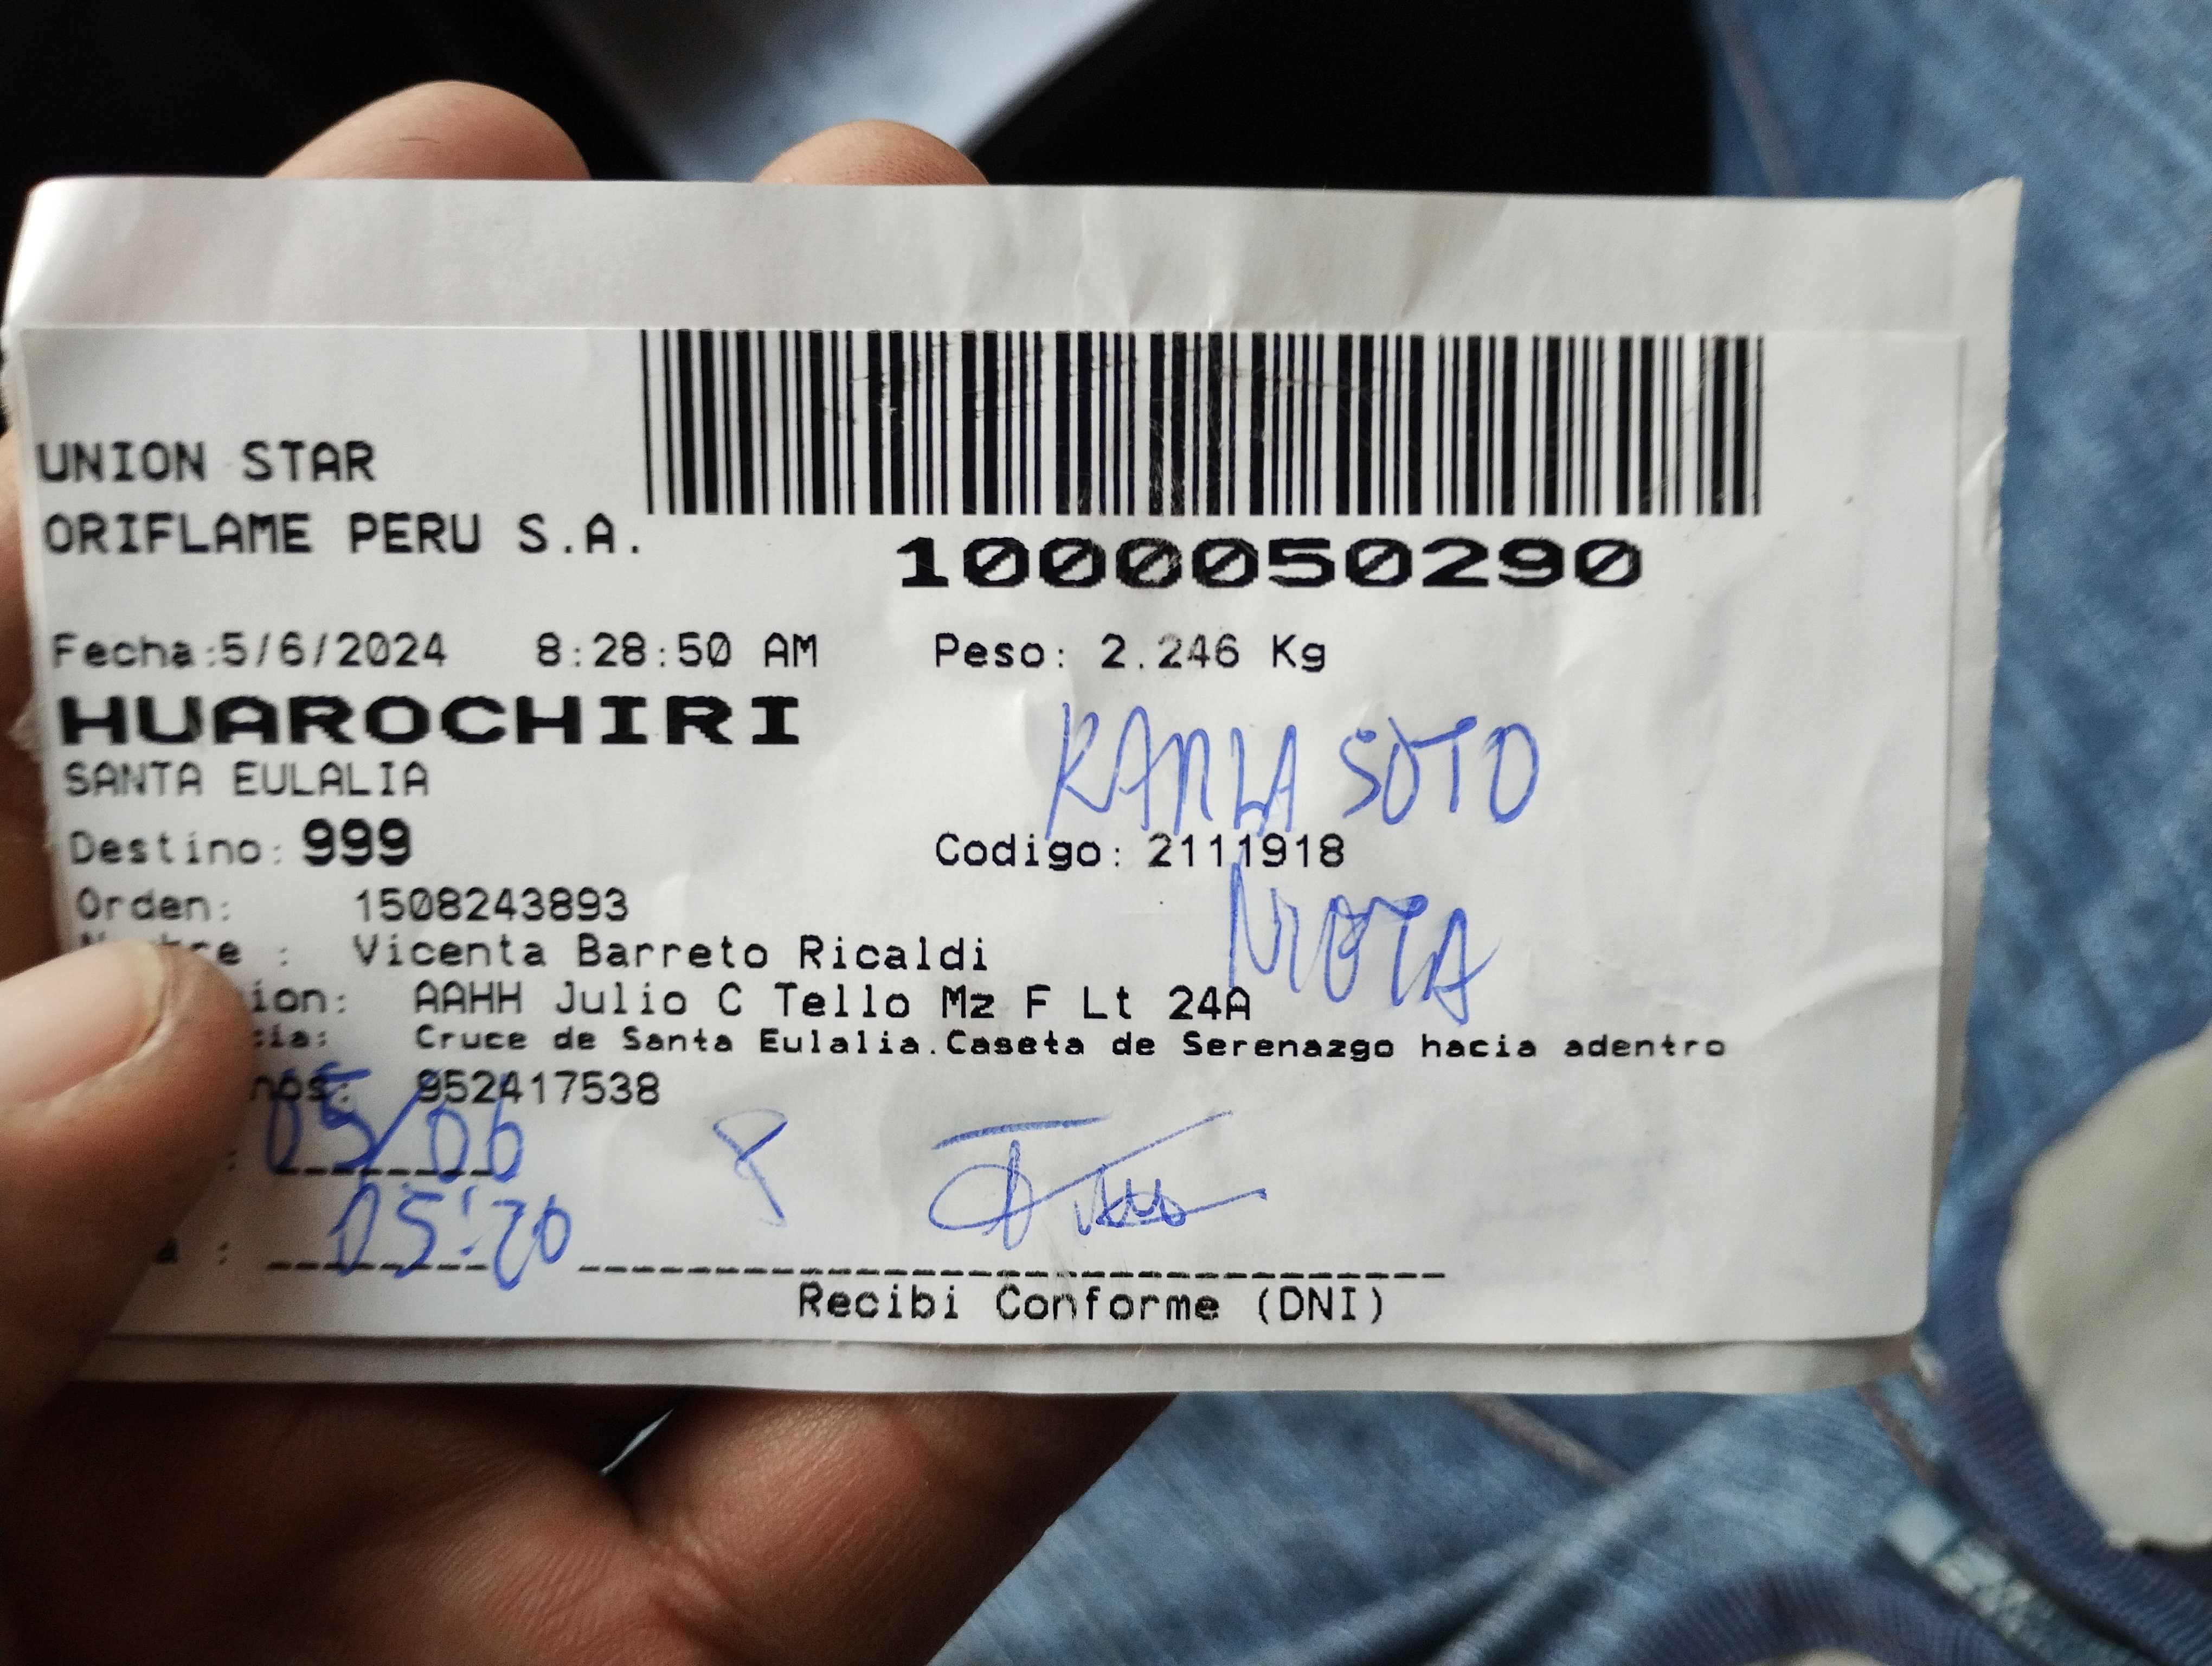 UNION STAR
ORIFLAME PERU S.A.
1000050290
Fecha:5/6/2024 8:28:50 AM Peso: 2.246 Kg
HUAROCHIRI
SANTA EULALIA
KARLA SOTO
Destino: 999 Codigo: 2111918
Orden: 1508243893
NIETA
Vicenta Barreto Ricaldi
AAHH Julio C Tello Mz F Lt 24A
Cruce de Santa Eulalia.Caseta de Serenazgo hacia adentro
952417538
05/06
05:20
Recibi Conforme (DNI)